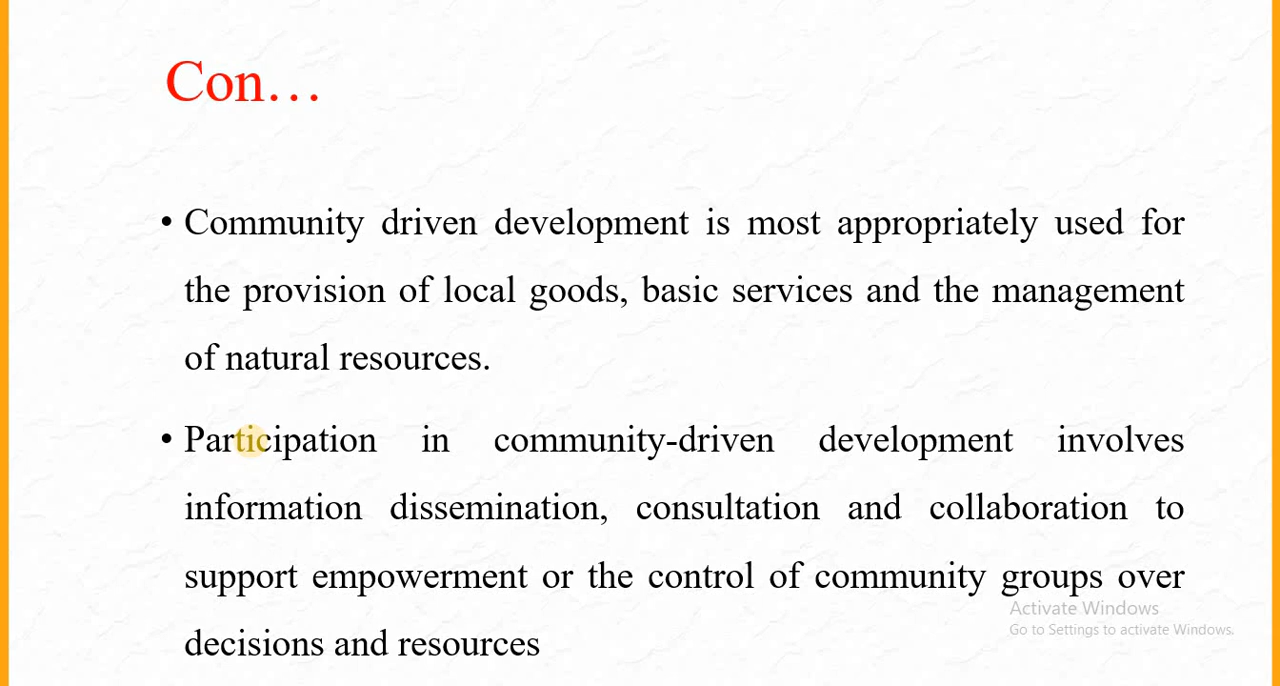 Con…
• Community driven development is most appropriately used for
the provision of local goods, basic services and the management
of natural resources.
• Participation in community-driven development involves
information dissemination, consultation and collaboration to
support empowerment or the control of community groups over
decisions and resources
Activate Windows
Go to Settings to activate Windows.